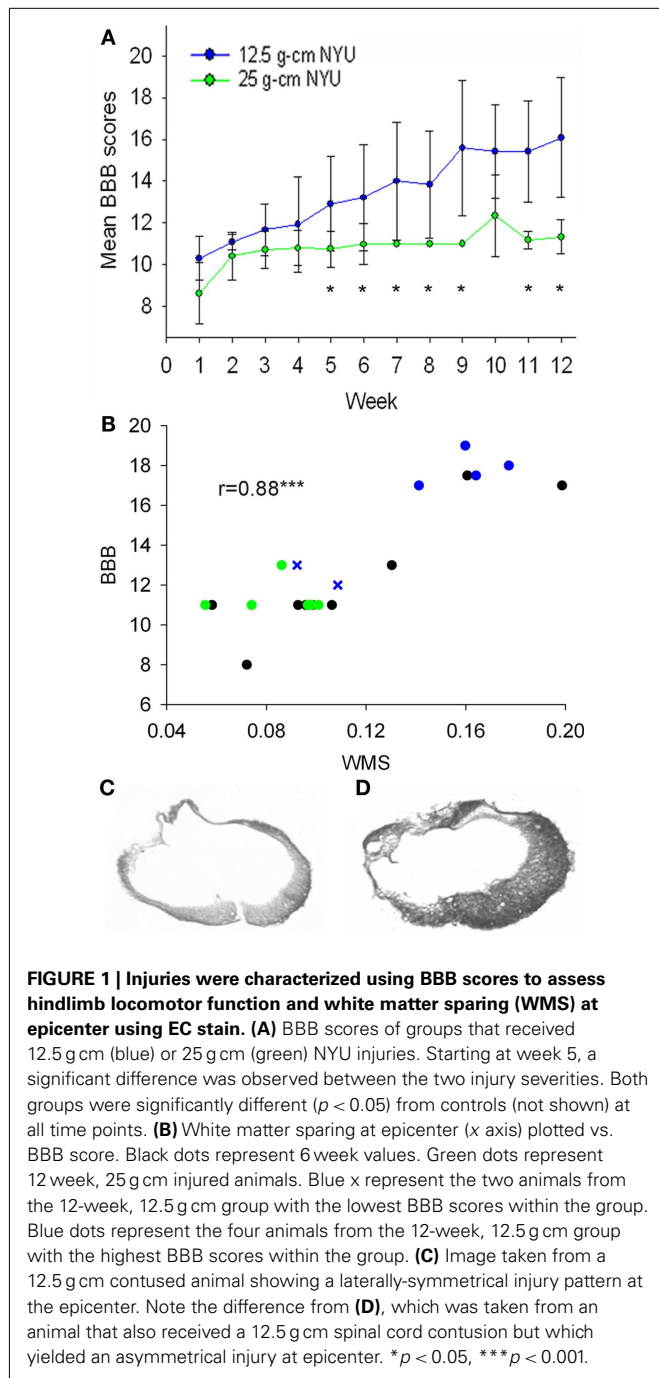 A
12.5 g-cm NYU
25 g-cm NYU
Mean BBB scores
20
18
16
14
12
10
8
* * * * * * *
0 1 2 3 4 5 6 7 8 9 10 11 12
Week
B
r=0.88***
BBB
20
18
16
14
12
10
8
6
0.04 0.08 0.12 0.16 0.20
WMS
C
D
FIGURE 1 | Injuries were characterized using BBB scores to assess
hindlimb locomotor function and white matter sparing (WMS) at
epicenter using EC stain. (A) BBB scores of groups that received
12.5 g cm (blue) or 25 g cm (green) NYU injuries. Starting at week 5, a
significant difference was observed between the two injury severities. Both
groups were significantly different (p < 0.05) from controls (not shown) at
all time points. (B) White matter sparing at epicenter (x axis) plotted vs.
BBB score. Black dots represent 6 week values. Green dots represent
12 week, 25 g cm injured animals. Blue x represent the two animals from
the 12-week, 12.5 g cm group with the lowest BBB scores within the group.
Blue dots represent the four animals from the 12-week, 12.5 g cm group
with the highest BBB scores within the group. (C) Image taken from a
12.5 g cm contused animal showing a laterally-symmetrical injury pattern at
the epicenter. Note the difference from (D), which was taken from an
animal that also received a 12.5 g cm spinal cord contusion but which
yielded an asymmetrical injury at epicenter. *p < 0.05, ***p < 0.001.